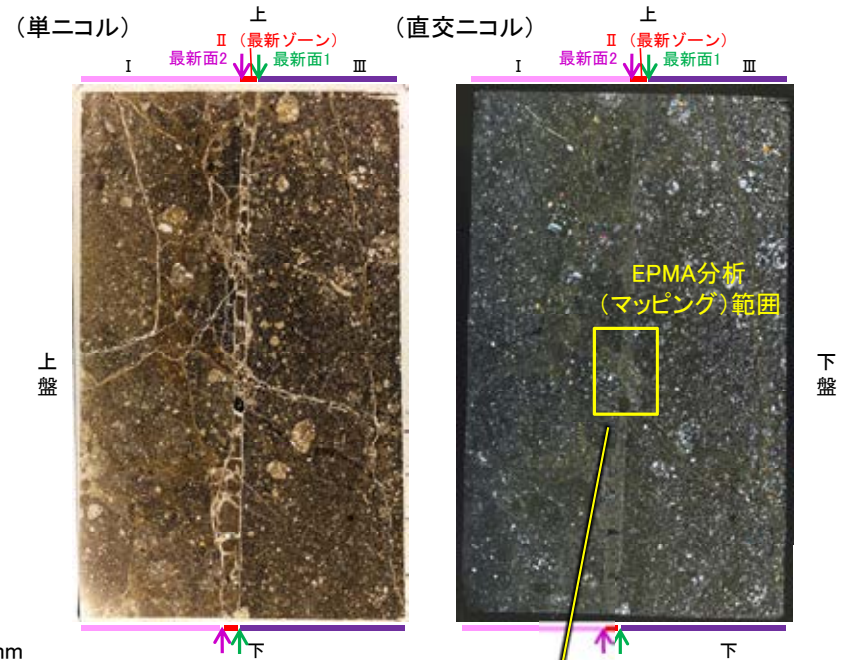 （単ニコル）
上
Ⅱ （最新ゾーン）
最新面2
最新面1
Ⅰ
Ⅲ
上盤
下
mm
（直交ニコル）
上
Ⅱ （最新ゾーン）
最新面2
最新面1
Ⅰ
Ⅲ
EPMA分析
（マッピング）範囲
下盤
下